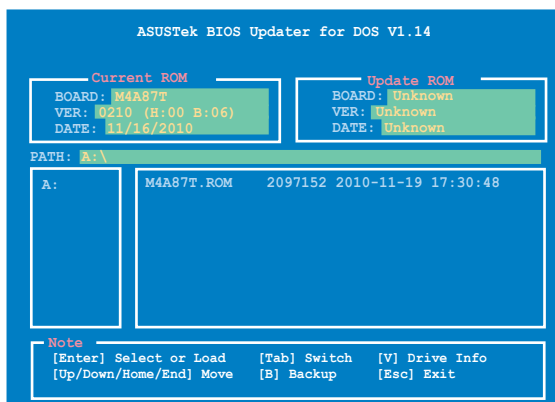 ASUSTek BIOS Updater for DOS V1.14
Current ROM
BOARD: M4A87T
VER: 0210 (H:00 B:06)
DATE: 11/16/2010
Update ROM
BOARD: Unknown
VER: Unknown
DATE: Unknown
PATH: A:\
A:
M4A87T.ROM 2097152 2010-11-19 17:30:48
Note
[Enter] Select or Load [Tab] Switch [V] Drive Info
[Up/Down/Home/End] Move [B] Backup [Esc] Exit